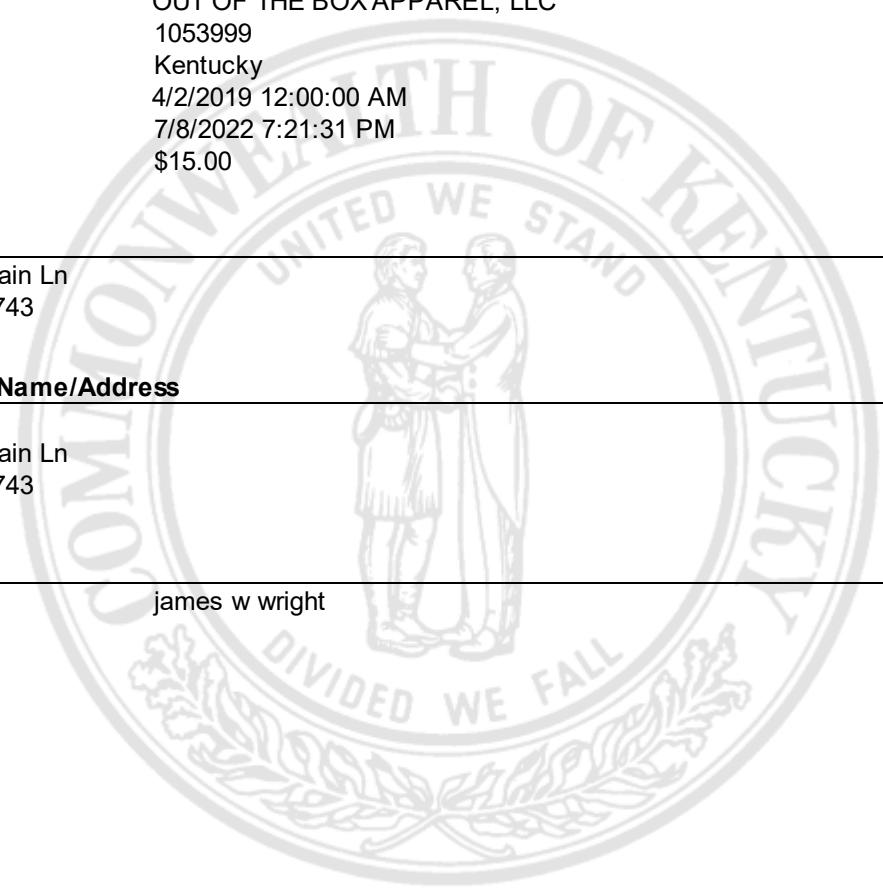 OUT OF THE BOX APPAREL, LLC
1053999
Kentucky
4/2/2019 12:00:00 AM
7/8/2022 7:21:31 PM
$15.00
ain Ln
743
Name/Address
ain Ln
743
james w wright
COMMONWEALTH OF KENTUCKY
UNITED WE STAND
DIVIDED WE FALL